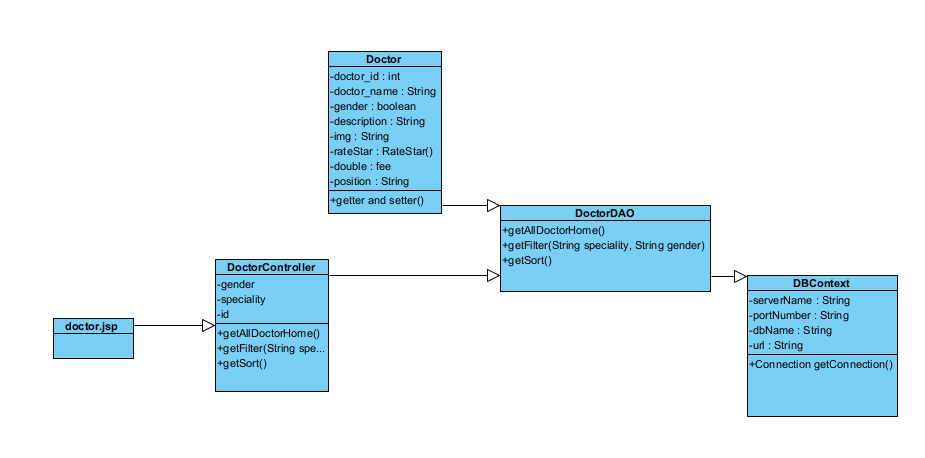 Doctor
-doctor_id : int
-doctor_name : String
-gender : boolean
-description : String
-img : String
-rateStar : RateStar()
-double : fee
-position : String
+getter and setter()
DoctorDAO
+getAllDoctorHome()
+getFilter(String speciality, String gender)
+getSort()
DoctorController
-gender
-speciality
-id
+getAllDoctorHome()
+getFilter(String spe...
+getSort()
doctor.jsp
DBContext
-serverName : String
-portNumber : String
-dbName : String
-url : String
+Connection getConnection()